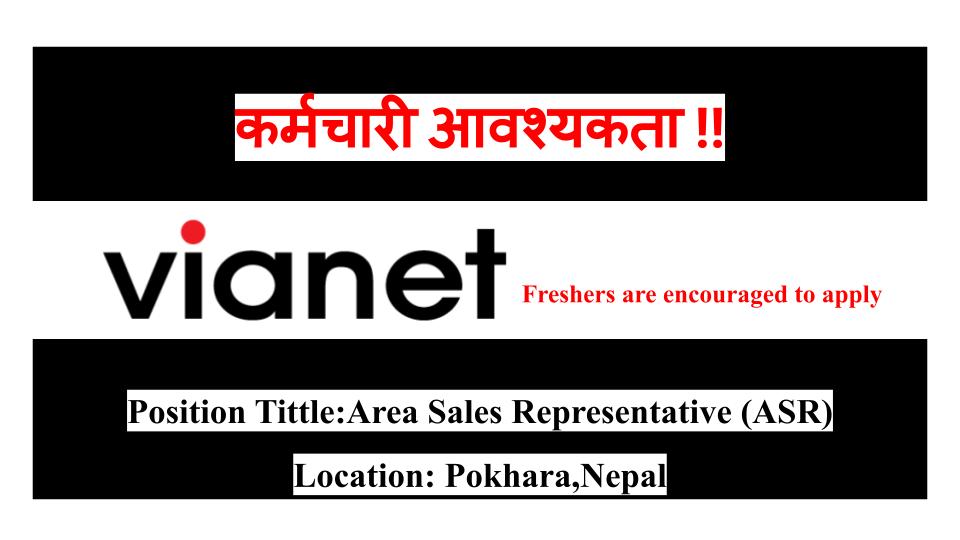 कर्मचारी आवश्यकता !!
vianet
Freshers are encouraged to apply
Position Tittle:Area Sales Representative (ASR)
Location: Pokhara,Nepal